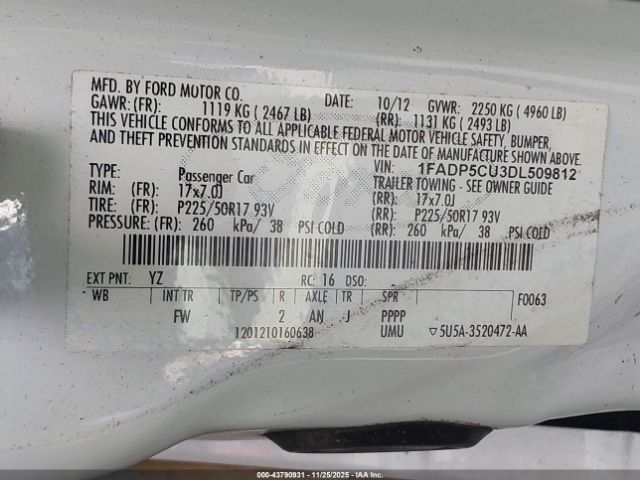 MFD. BY FORD MOTOR CO.
DATE: 10/12 GVWR: 2250 KG ( 4960 LB)
GAWR: (FR): 1119 KG ( 2467 LB) (RR): 1131 KG ( 2493 LB)
THIS VEHICLE CONFORMS TO ALL APPLICABLE FEDERAL MOTOR VEHICLE SAFETY, BUMPER,
AND THEFT PREVENTION STANDARDS IN EFFECT ON THE DATE OF MANUFACTURE SHOWN ABOVE.
VIN: 1FADP5CU3DL509812
TYPE: Passenger Car TRAILER TOWING - SEE OWNER GUIDE
RIM: (FR): 17x7.0J (RR): 17x7.0J
TIRE: (FR): P225/50R17 93V (RR): P225/50R17 93V
PRESSURE: (FR): 260 kPa/ 38 PSI COLD (RR): 260 kPa/ 38 PSI COLD
EXT PNT: YZ RC: 16 DSO:
WB INT TR TP/PS R AXLE TR SPR F0063
FW 2 AN J PPPP
1201210160638 UMU ▽5U5A-3520472-AA
000-43790931 - 11/25/2025 - IAA